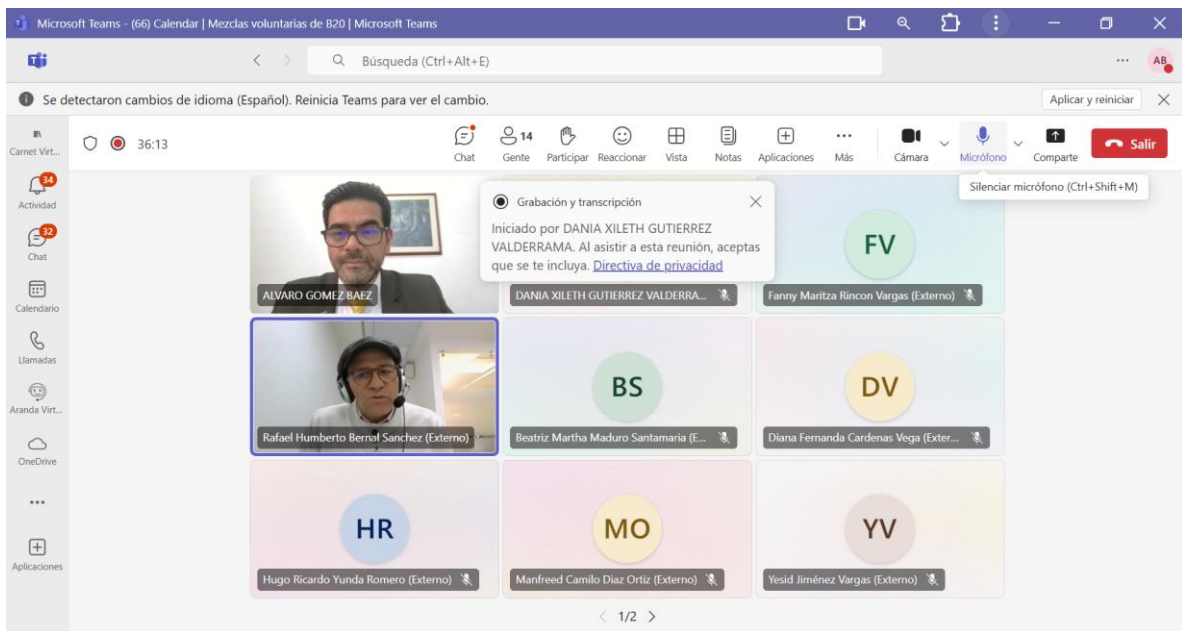 Microsoft Teams - (66) Calendar | Mezclas voluntarias de B20 | Microsoft Teams
Búsqueda (Ctrl+Alt+E)
AB
Se detectaron cambios de idioma (Español). Reinicia Teams para ver el cambio.
Aplicar y reiniciar
Carnet Virt...
36:13
Chat
14
Gente
Participar
Reaccionar
Vista
Notas
Aplicaciones
Más
Cámara
Micrófono
Comparte
Salir
Silenciar micrófono (Ctrl+Shift+M)
34
Actividad
32
Chat
Calendario
Llamadas
Aranda Virt...
OneDrive
Aplicaciones
Grabación y transcripción
Iniciado por DANIA XILETH GUTIERREZ
VALDERRAMA. Al asistir a esta reunión, aceptas
que se te incluya. Directiva de privacidad
FV
ALVARO GOMEZ BAEZ
DANIA XILETH GUTIERREZ VALDERRA...
Fanny Maritza Rincon Vargas (Externo)
BS
DV
Rafael Humberto Bernal Sanchez (Externo)
Beatriz Martha Maduro Santamaria (E...
Diana Fernanda Cardenas Vega (Exter...
HR
MO
YV
Hugo Ricardo Yunda Romero (Externo)
Manfreed Camilo Diaz Ortiz (Externo)
Yesid Jiménez Vargas (Externo)
1/2